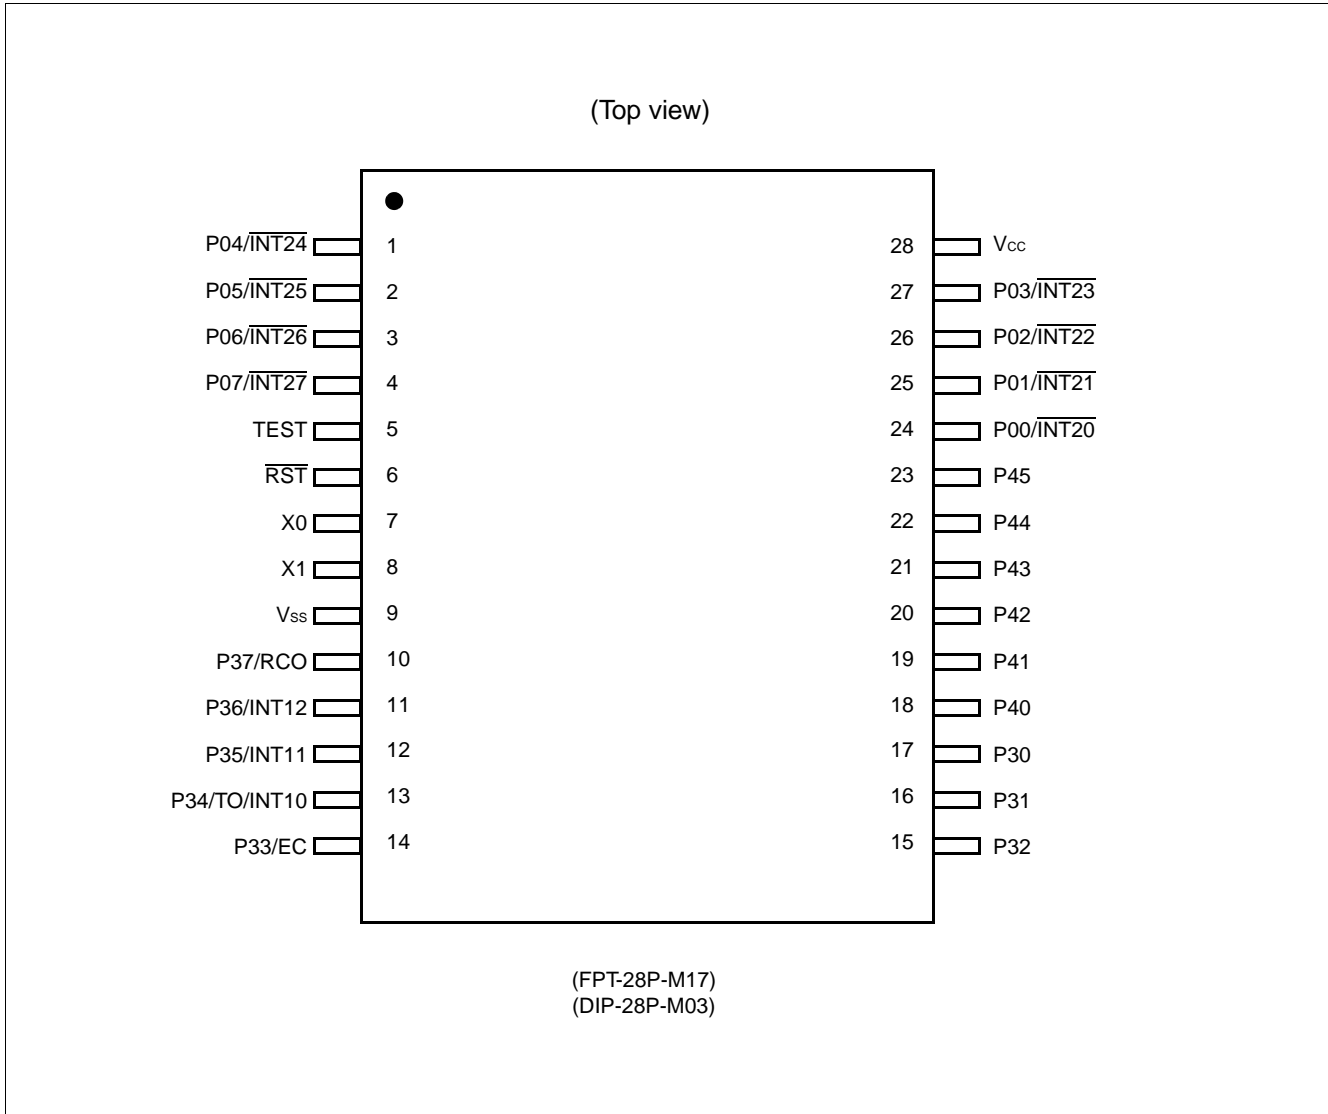 (Top view)
P04/INT24 1 28 Vcc
P05/INT25 2 27 P03/INT23
P06/INT26 3 26 P02/INT22
P07/INT27 4 25 P01/INT21
TEST 5 24 P00/INT20
RST 6 23 P45
X0 7 22 P44
X1 8 21 P43
Vss 9 20 P42
P37/RCO 10 19 P41
P36/INT12 11 18 P40
P35/INT11 12 17 P30
P34/TO/INT10 13 16 P31
P33/EC 14 15 P32
(FPT-28P-M17)
(DIP-28P-M03)